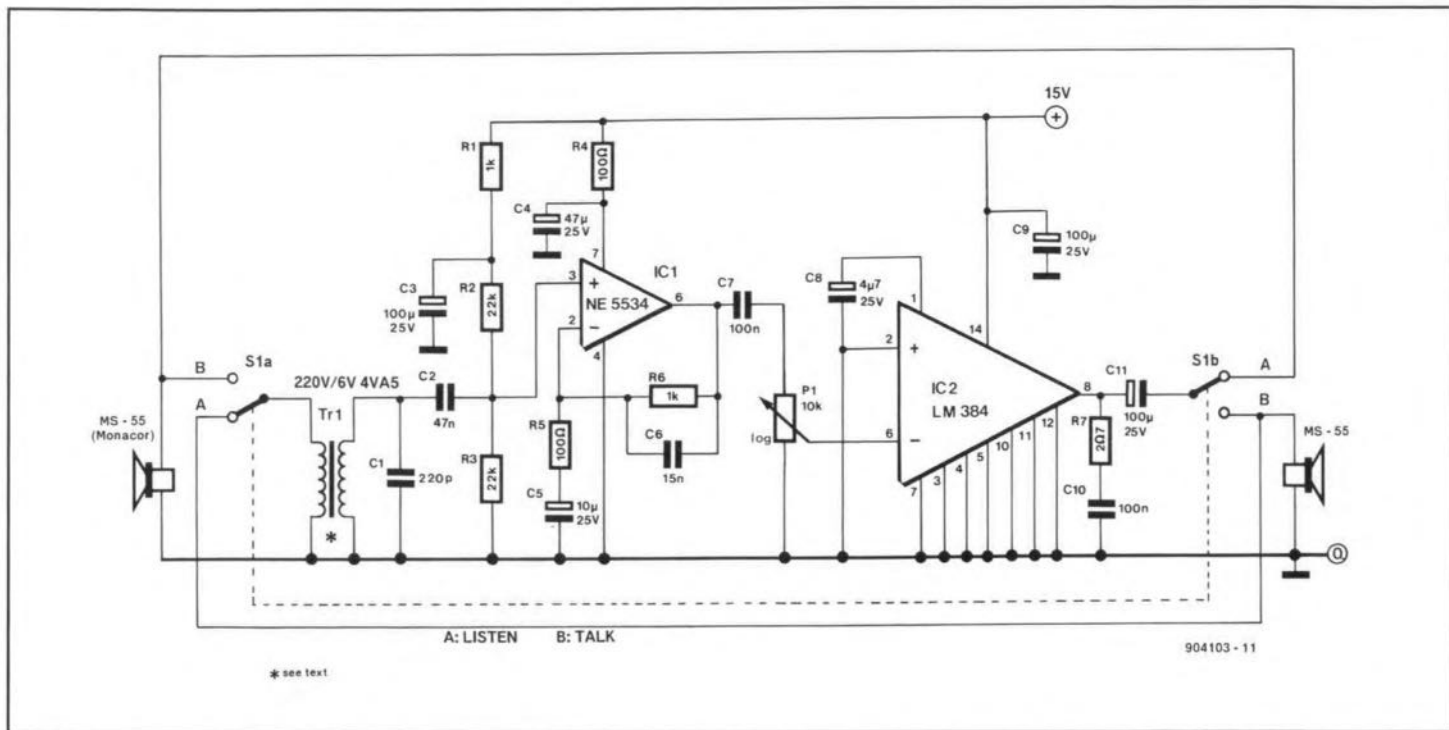 15V
R1
1k
R4
100Ω
C4
47µ
25V
C9
100µ
25V
7
3
+
IC1
NE 5534
6
2
−
4
C7
100n
C8
4µ7
25V
1
14
2
+
IC2
LM 384
8
6
−
7
3
4
5
10
11
12
C3
100µ
25V
R2
22k
B
S1a
A
220V/6V 4VA5
Tr1
*
C2
47n
C1
220p
R3
22k
R5
100Ω
R6
1k
C6
15n
C5
10µ
25V
P1
10k
log
C11
100µ
25V
S1b
A
B
R7
2Ω7
C10
100n
MS - 55
(Monacor)
MS - 55
0
A: LISTEN B: TALK
904103 - 11
* see text